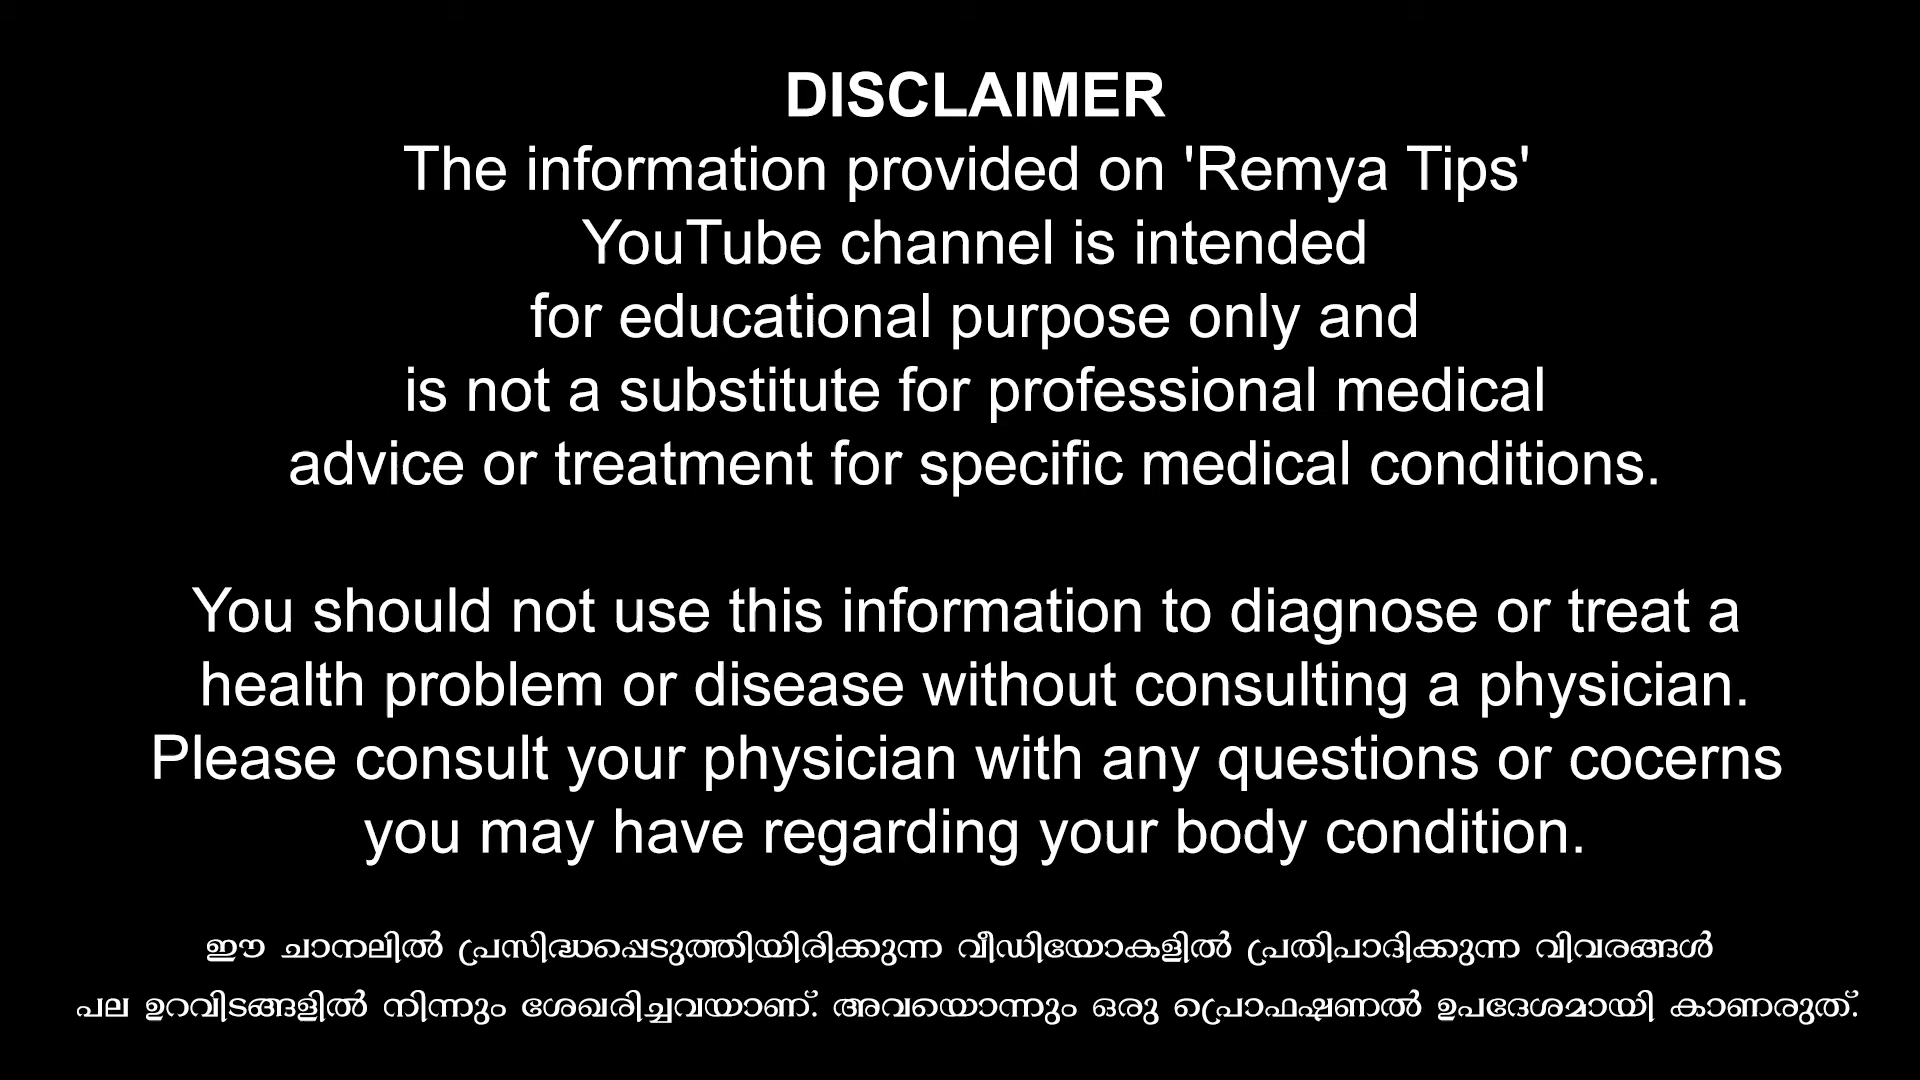 DISCLAIMER
The information provided on 'Remya Tips'
YouTube channel is intended
for educational purpose only and
is not a substitute for professional medical
advice or treatment for specific medical conditions.
You should not use this information to diagnose or treat a
health problem or disease without consulting a physician.
Please consult your physician with any questions or cocerns
you may have regarding your body condition.
ഈ ചാനലിൽ പ്രസിദ്ധപ്പെടുത്തിയിരിക്കുന്ന വീഡിയോകളിൽ പ്രതിപാദിക്കുന്ന വിവരങ്ങൾ
പല ഉറവിടങ്ങളിൽ നിന്നും ശേഖരിച്ചവയാണ്. അവയൊന്നും ഒരു പ്രൊഫഷണൽ ഉപദേശമായി കാണരുത്.